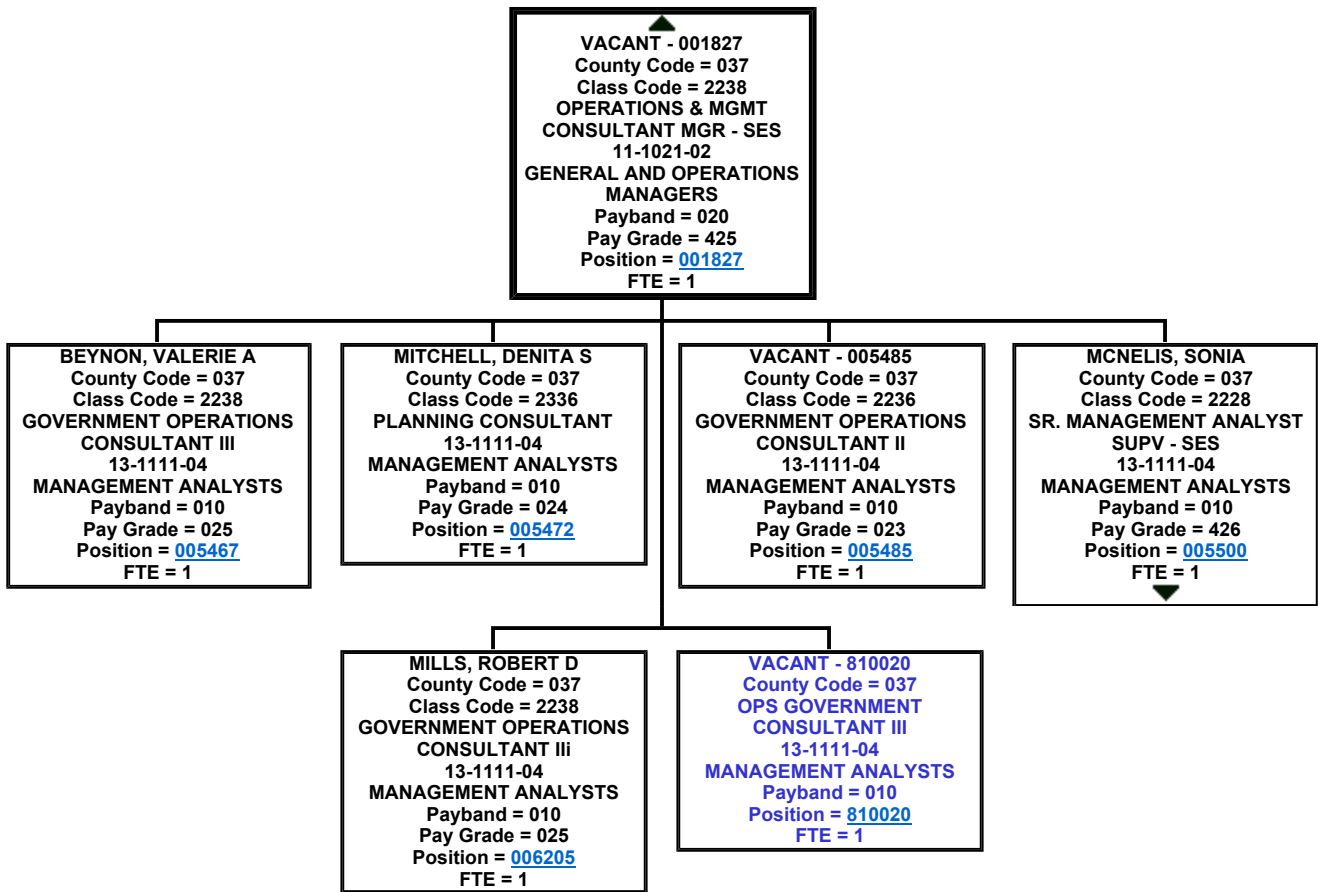 VACANT - 001827
County Code = 037
Class Code = 2238
OPERATIONS & MGMT
CONSULTANT MGR - SES
11-1021-02
GENERAL AND OPERATIONS
MANAGERS
Payband = 020
Pay Grade = 425
Position = 001827
FTE = 1
BEYNON, VALERIE A
County Code = 037
Class Code = 2238
GOVERNMENT OPERATIONS
CONSULTANT III
13-1111-04
MANAGEMENT ANALYSTS
Payband = 010
Pay Grade = 025
Position = 005467
FTE = 1
MITCHELL, DENITA S
County Code = 037
Class Code = 2336
PLANNING CONSULTANT
13-1111-04
MANAGEMENT ANALYSTS
Payband = 010
Pay Grade = 024
Position = 005472
FTE = 1
VACANT - 005485
County Code = 037
Class Code = 2236
GOVERNMENT OPERATIONS
CONSULTANT II
13-1111-04
MANAGEMENT ANALYSTS
Payband = 010
Pay Grade = 023
Position = 005485
FTE = 1
MCNELIS, SONIA
County Code = 037
Class Code = 2228
SR. MANAGEMENT ANALYST
SUPV - SES
13-1111-04
MANAGEMENT ANALYSTS
Payband = 010
Pay Grade = 426
Position = 005500
FTE = 1
MILLS, ROBERT D
County Code = 037
Class Code = 2238
GOVERNMENT OPERATIONS
CONSULTANT IIi
13-1111-04
MANAGEMENT ANALYSTS
Payband = 010
Pay Grade = 025
Position = 006205
FTE = 1
VACANT - 810020
County Code = 037
OPS GOVERNMENT
CONSULTANT III
13-1111-04
MANAGEMENT ANALYSTS
Payband = 010
Position = 810020
FTE = 1